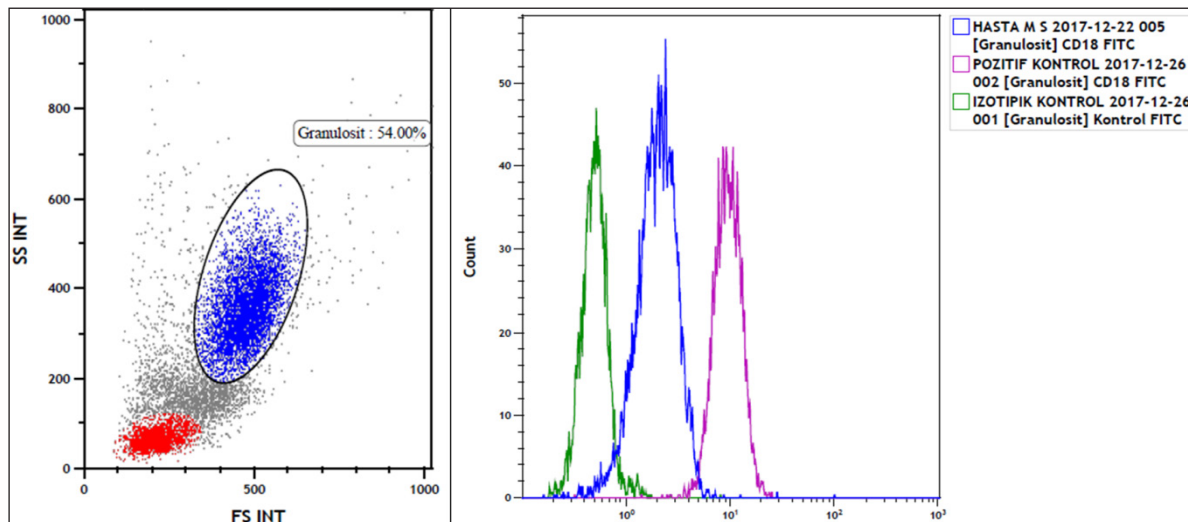 1000
800
600
400
200
0
SS INT
Granulosit : 54.00%
0
500
1000
FS INT
50
40
30
20
10
0
Count
10⁰
10¹
10²
10³
HASTA M S 2017-12-22 005
[Granulosit] CD18 FITC
POZITIF KONTROL 2017-12-26
002 [Granulosit] CD18 FITC
IZOTIPIK KONTROL 2017-12-26
001 [Granulosit] Kontrol FITC